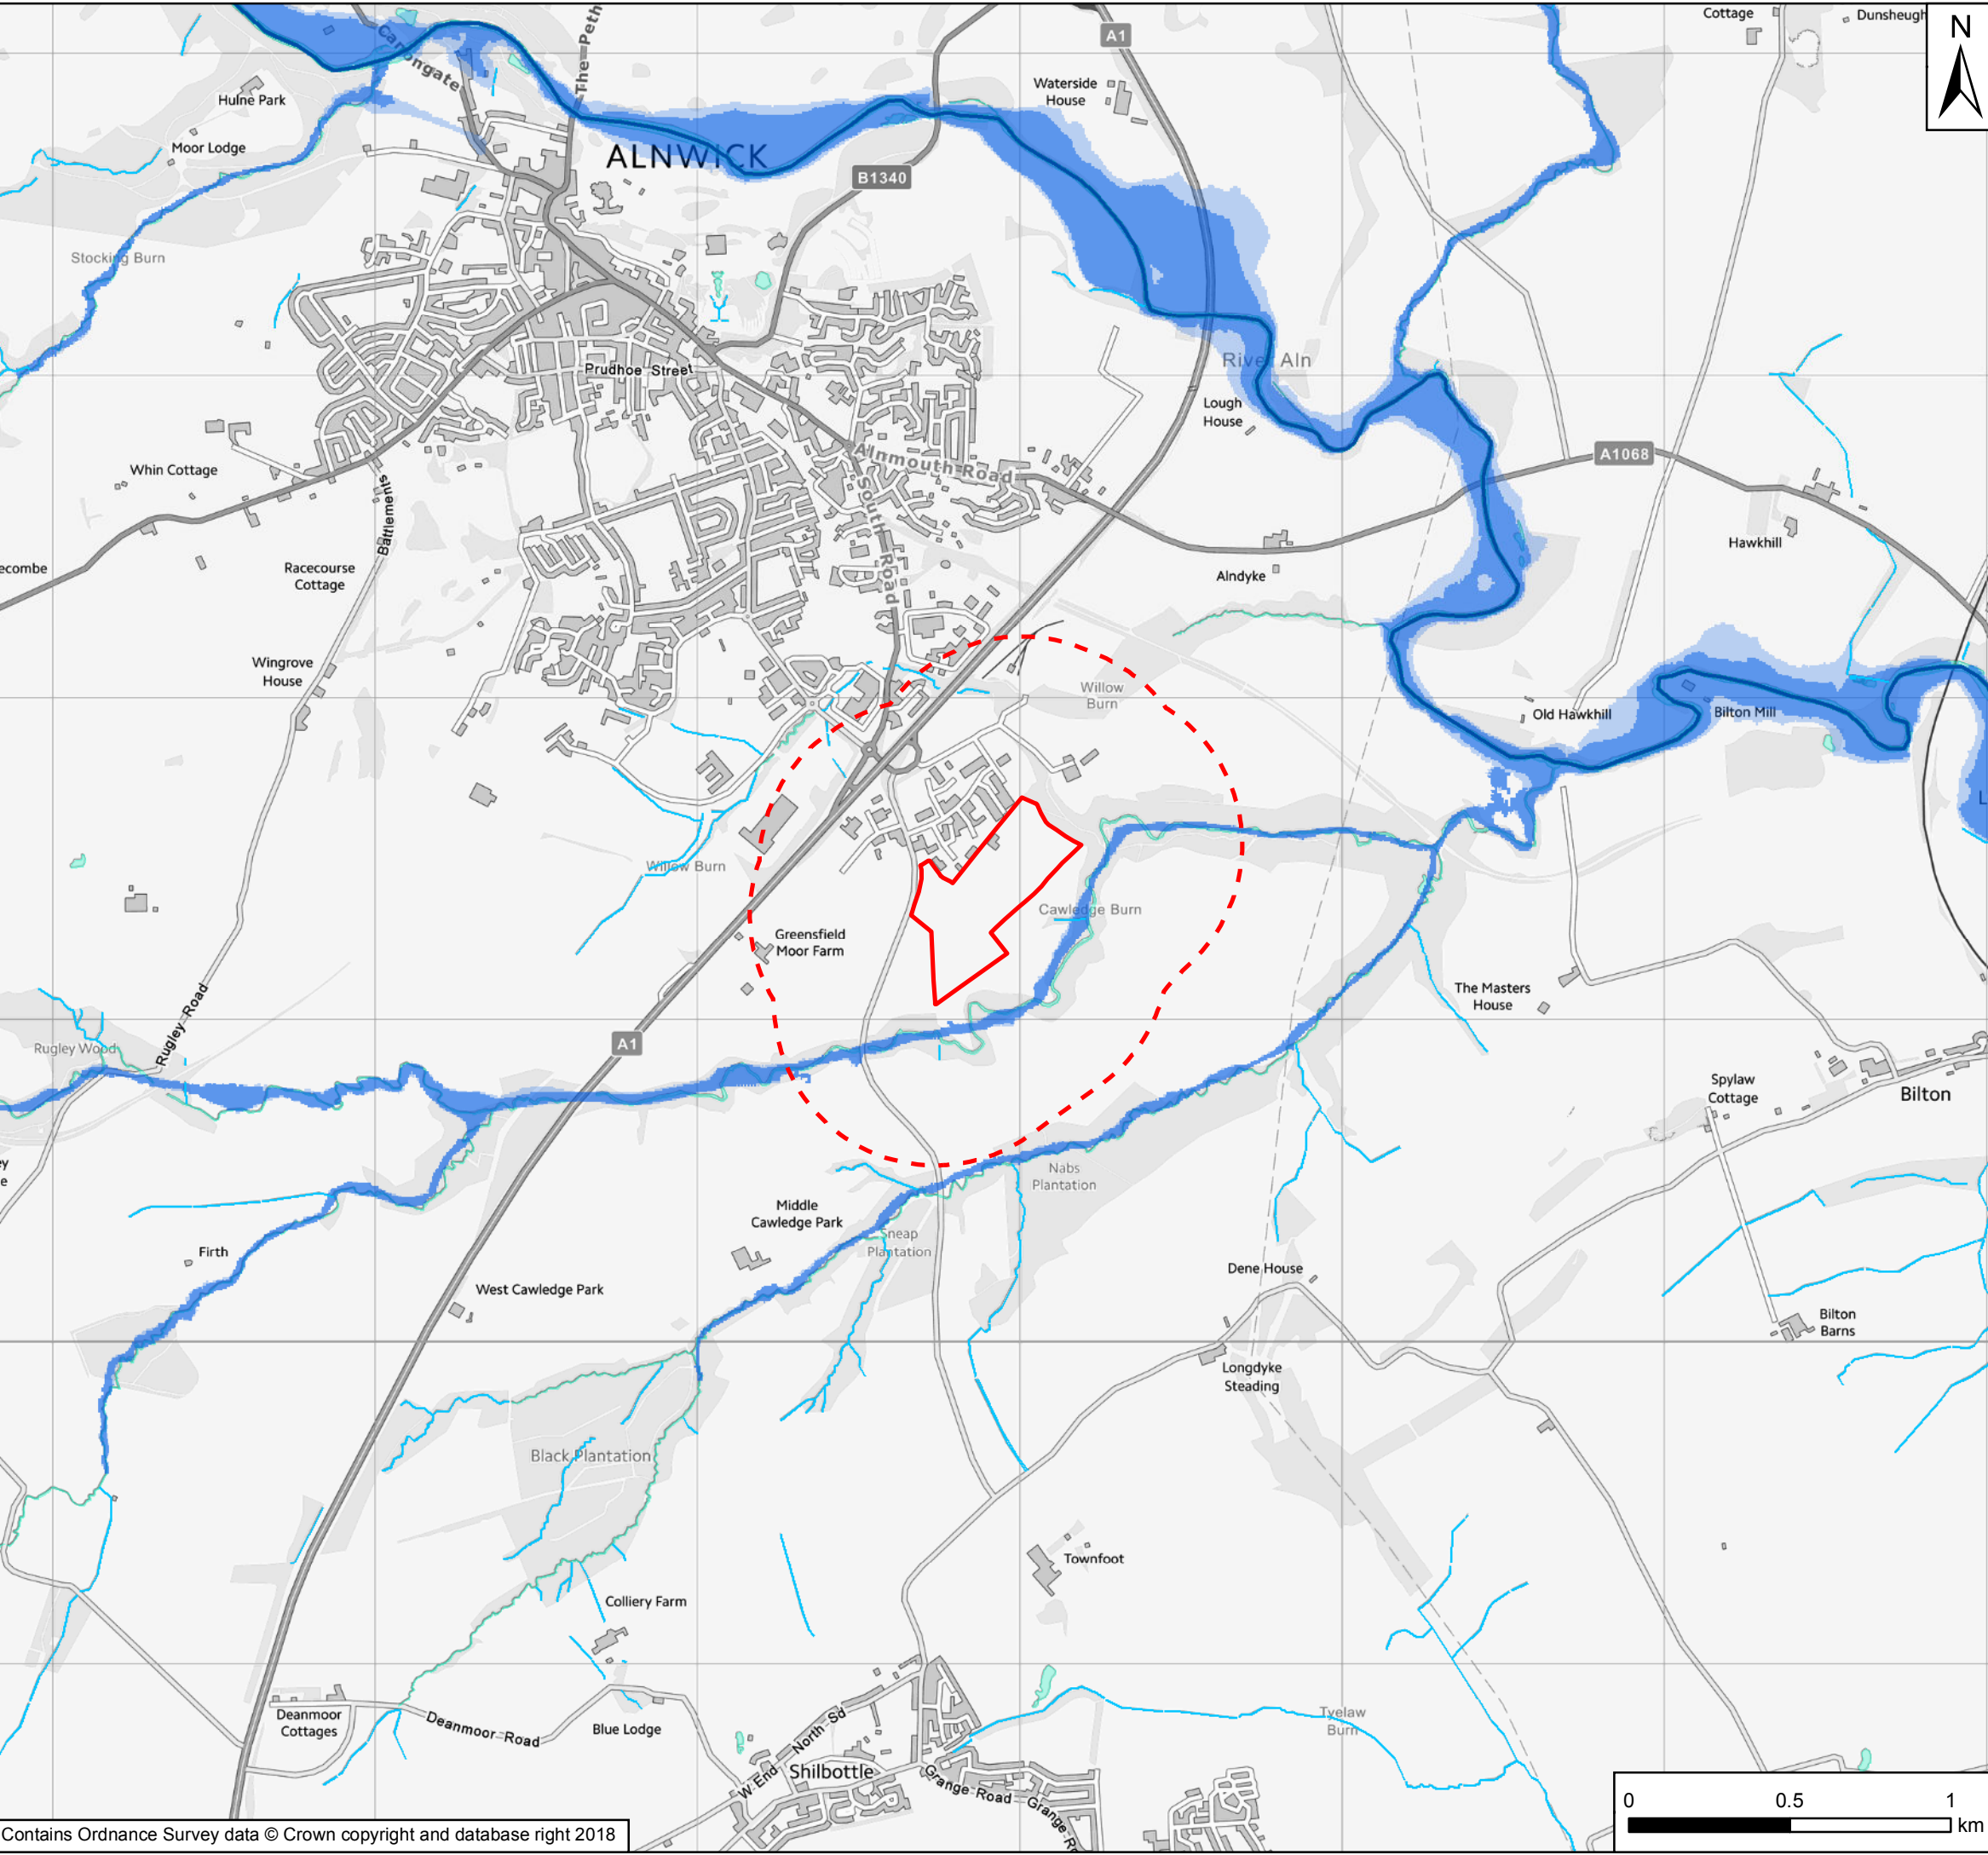 Cottage
Dunsheugh
N
A1
The Peth
Hulne Park
Waterside
House
Moor Lodge
ALNWICK
B1340
Stocking Burn
Prudhoe Street
River Aln
Lough
House
Whin Cottage
Alnmouth Road
A1068
South Road
Battlements
Hawkhill
ecombe
Racecourse
Cottage
Alndyke
Wingrove
House
Willow
Burn
Old Hawkhill
Bilton Mill
L
Willow Burn
Cawledge Burn
Greensfield
Moor Farm
The Masters
House
Rugley Road
A1
Rugley Wood
Spylaw
Cottage
Bilton
ey
e
Nabs
Plantation
Middle
Cawledge Park
Sneap
Plantation
Firth
Dene House
West Cawledge Park
Bilton
Barns
Longdyke
Steading
Black Plantation
Townfoot
Colliery Farm
Deanmoor
Cottages
Deanmoor Road
Blue Lodge
North Sd
Tyelaw
Burn
W End
Shilbottle
Grange Road
Grange R
0 0.5 1
km
Contains Ordnance Survey data © Crown copyright and database right 2018